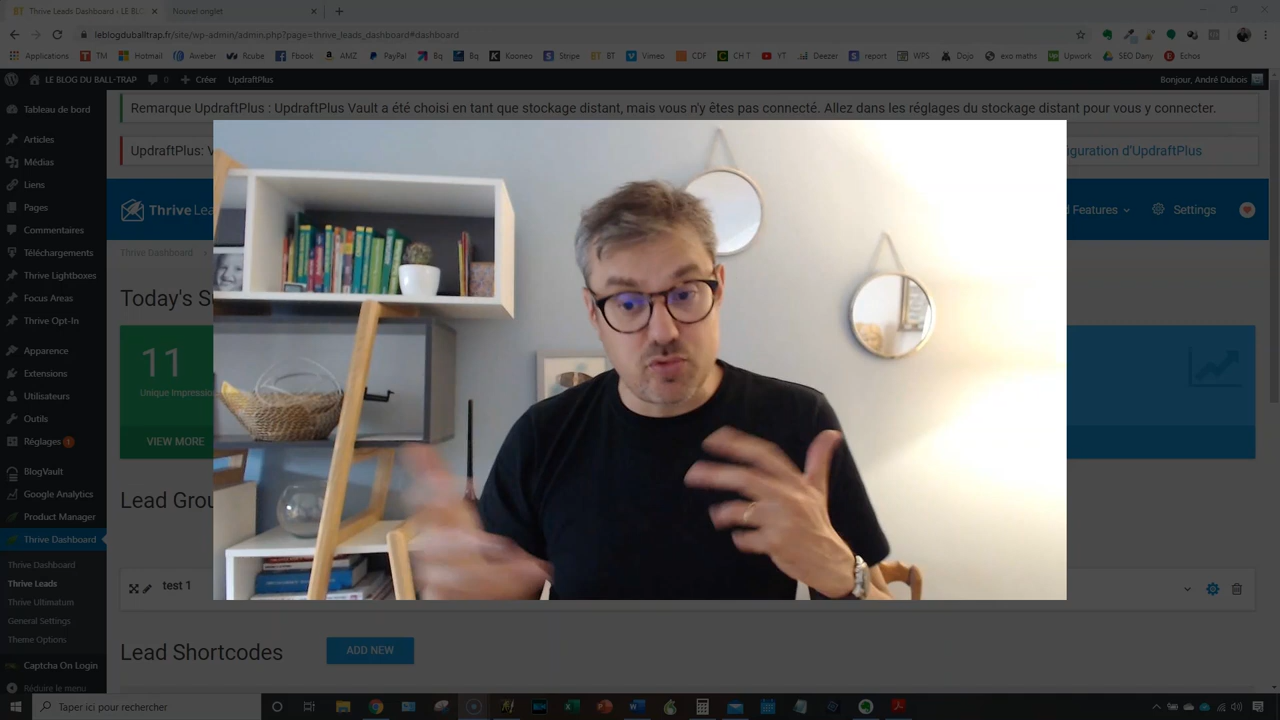 Thrive Leads Dashboard ‹ LE BLO
Nouvel onglet
leblogduballtrap.fr/site/wp-admin/admin.php?page=thrive_leads_dashboard#dashboard
Applications TM Hootlio Aweber Kcube Fbook AMZ PayPal Bq Bq Kooneo Stripe BT Vimeo CDF CH T YT Deezer report WPS Dojo exo maths Upwork SEO Dany Echos
LE BLOG DU BALL-TRAP 0 Créer UpdraftPlus Bonjour, André Dubois
Tableau de bord
Articles
Médias
Liens
Pages
Commentaires
Téléchargements
Thrive Lightboxes
Focus Areas
Thrive Opt-In
Apparence
Extensions
Utilisateurs
Outils
Réglages 1
BlogVault
Google Analytics
Product Manager
Thrive Dashboard
Thrive Dashboard
Thrive Leads
Thrive Ultimatum
General Settings
Theme Options
Captcha On Login
Réduire le menu
Remarque UpdraftPlus : UpdraftPlus Vault a été choisi en tant que stockage distant, mais vous n'y êtes pas connecté. Allez dans les réglages du stockage distant pour vous y connecter.
UpdraftPlus: V
figuration d'UpdraftPlus
Thrive Lea
d Features
Settings
Thrive Dashboard
Today's S
11
Unique Impressio
VIEW MORE
Lead Grou
test 1
Lead Shortcodes
ADD NEW
Taper ici pour rechercher